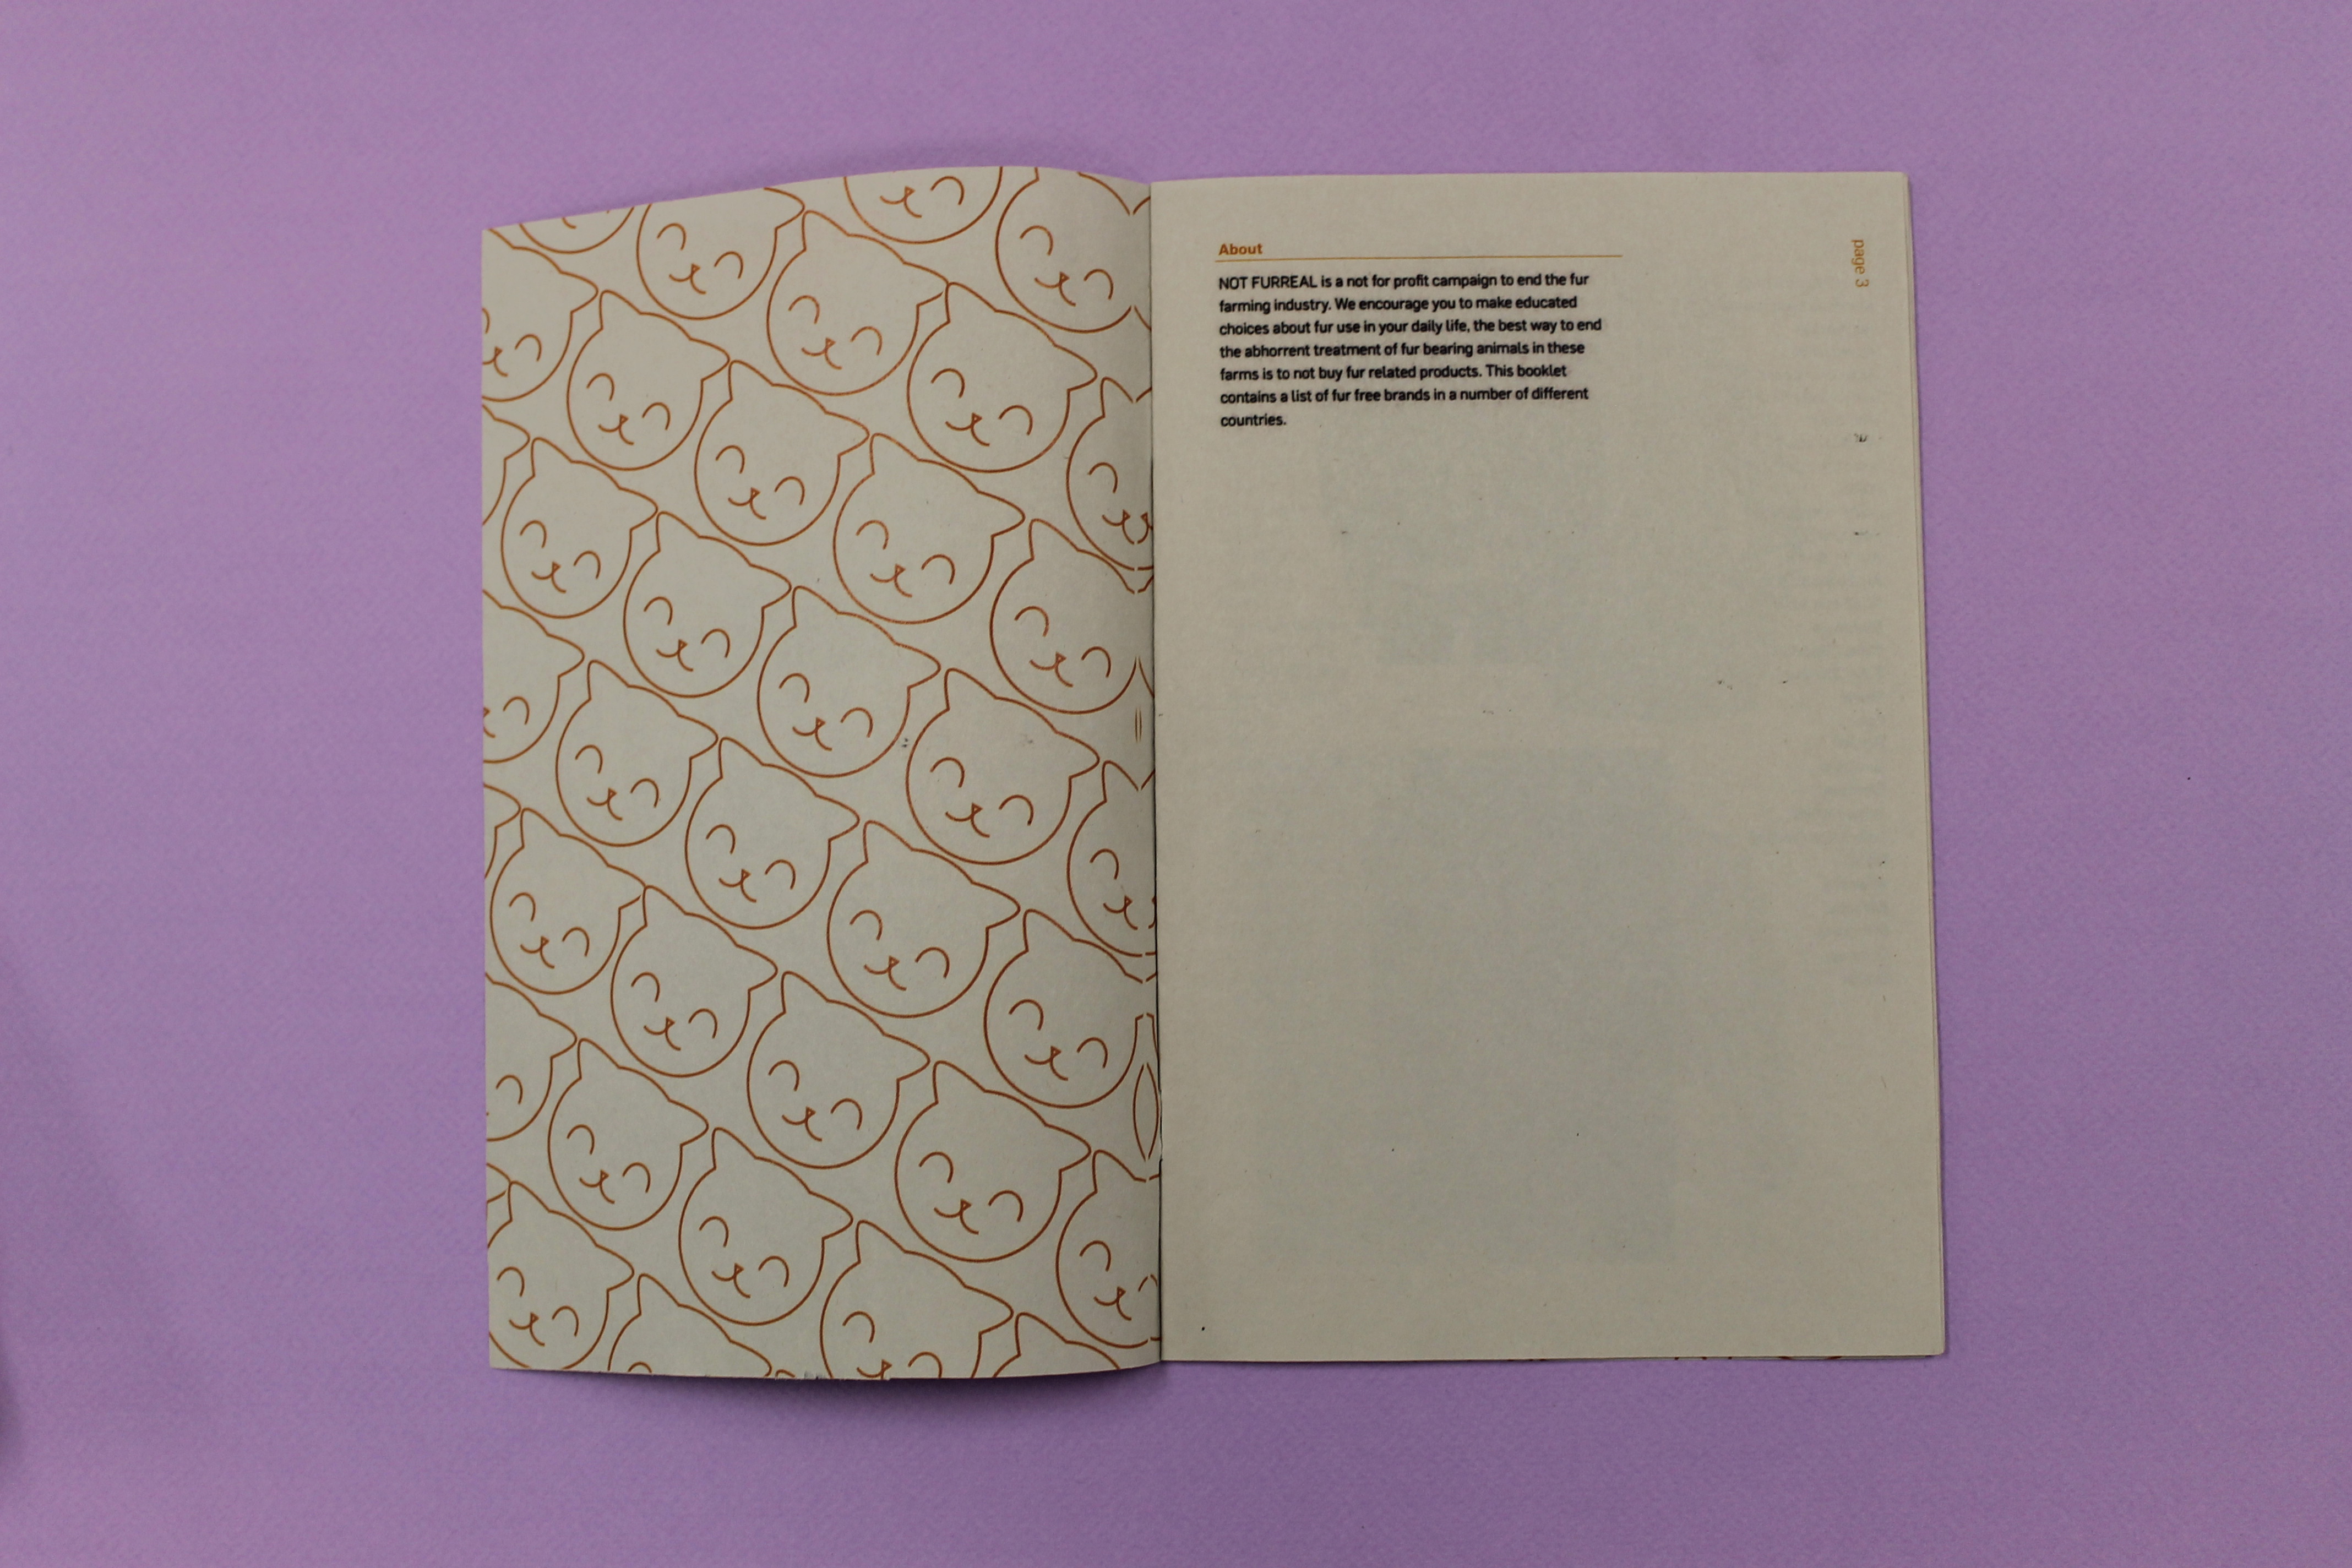 About
NOT FURREAL is a not for profit campaign to end the fur
farming industry. We encourage you to make educated
choices about fur use in your daily life, the best way to end
the abhorrent treatment of fur bearing animals in these
farms is to not buy fur related products. This booklet
contains a list of fur free brands in a number of different
countries.
page 3